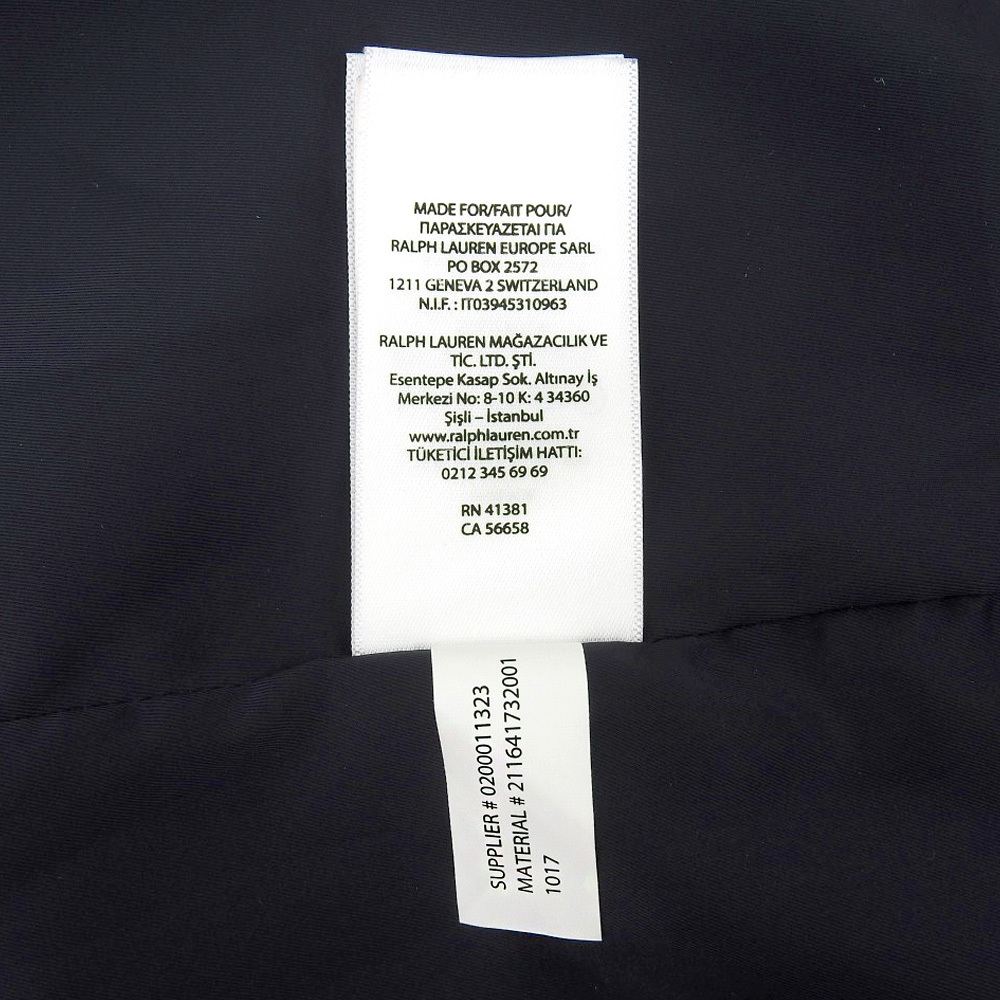 MADE FOR/FAIT POUR/
ΠΑΡΑΣΚΕΥΑΖΕΤΑΙ ΓΙΑ
RALPH LAUREN EUROPE SARL
PO BOX 2572
1211 GENEVA 2 SWITZERLAND
N.I.F. : IT03945310963
RALPH LAUREN MAĞAZACILIK VE
TİC. LTD. ŞTİ.
Esentepe Kasap Sok. Altınay İş
Merkezi No: 8-10 K: 4 34360
Şişli – İstanbul
www.ralphlauren.com.tr
TÜKETİCİ İLETİŞİM HATTI:
0212 345 69 69
RN 41381
CA 56658
SUPPLIER # 0200011323
MATERIAL # 211641732001
1017